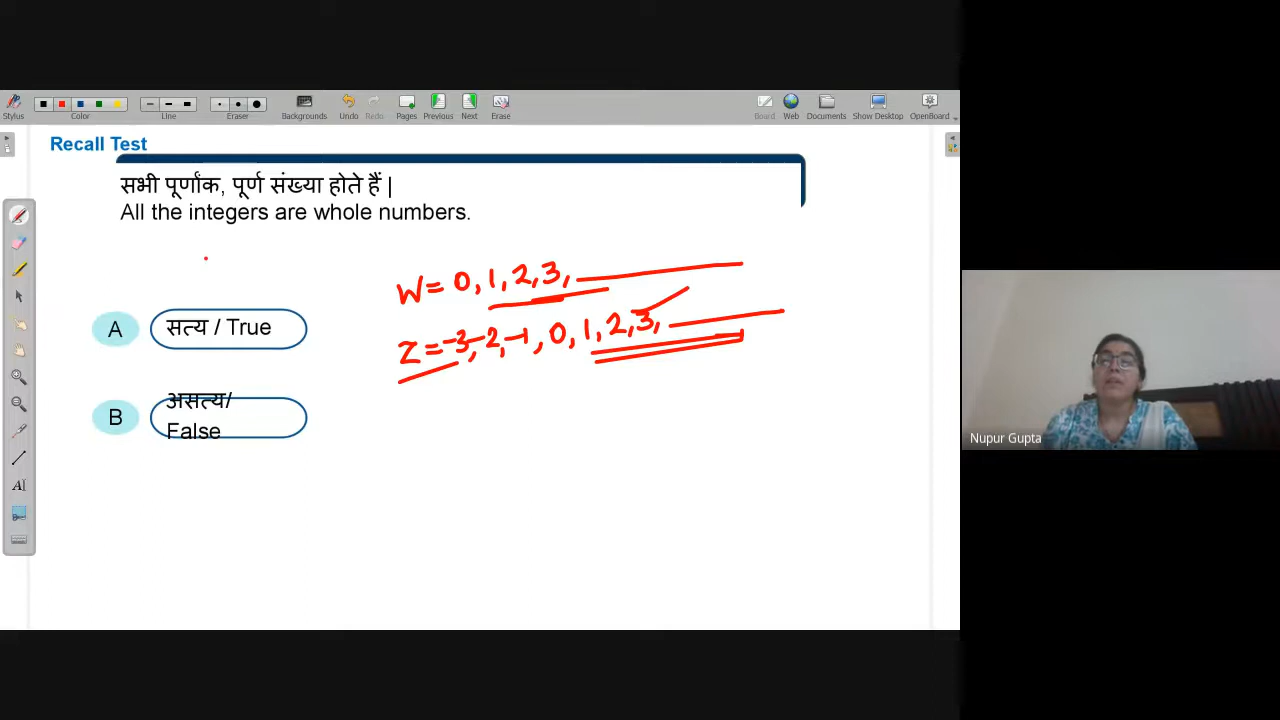 Stylus
Color
Line
Eraser
Backgrounds
Undo
Redo
Pages
Previous
Next
Erase
Board
Web
Documents
Show Desktop
OpenBoard
Recall Test
सभी पूर्णांक, पूर्ण संख्या होते हैं |
All the integers are whole numbers.
W = 0, 1, 2, 3,
A सत्य / True
Z = -3, -2, -1, 0, 1, 2, 3,
B असत्य/
False
Nupur Gupta